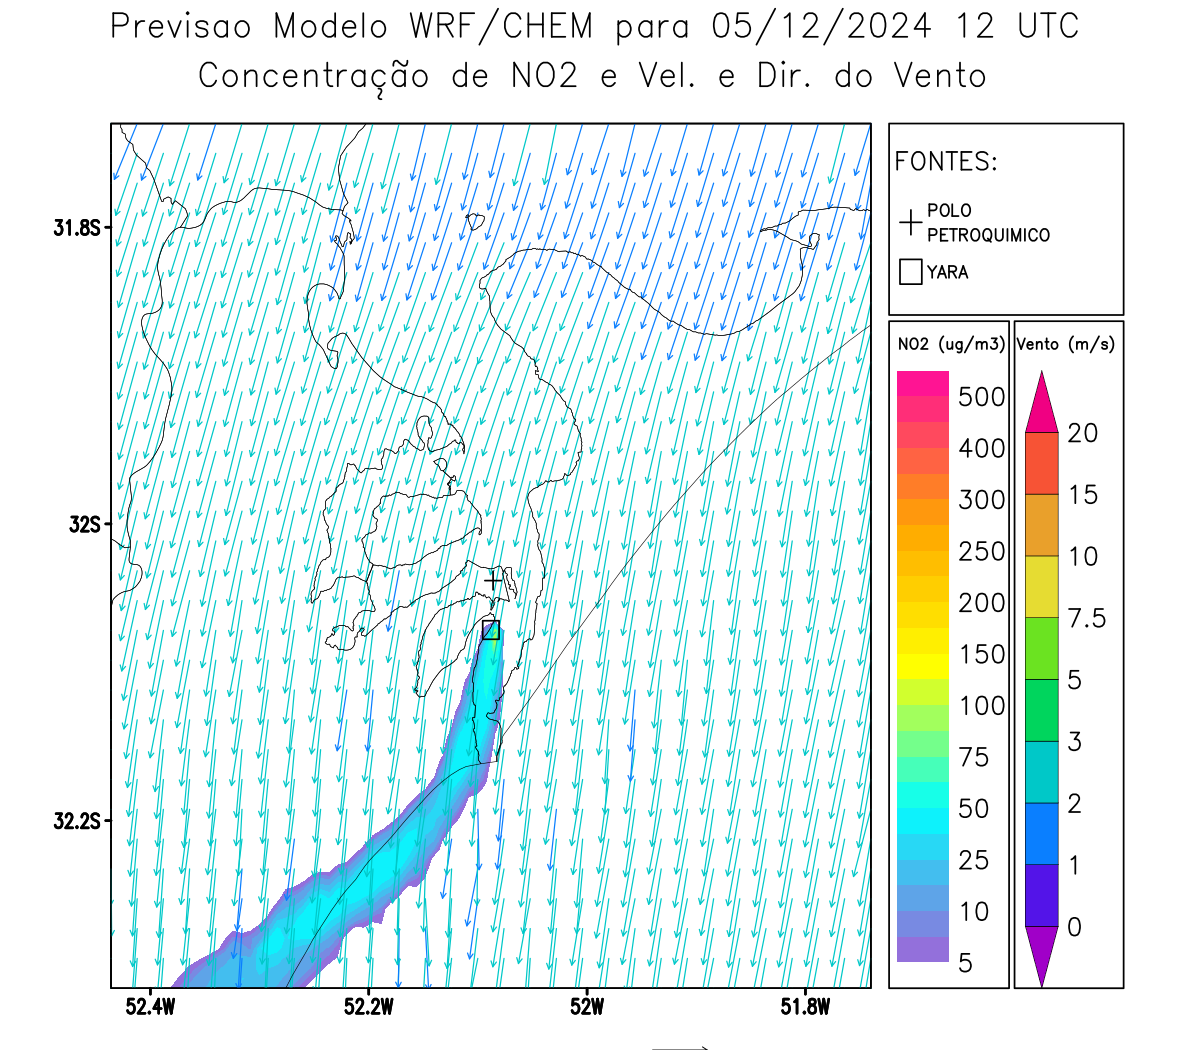 Previsao Modelo WRF/CHEM para 05/12/2024 12 UTC
Concentração de NO2 e Vel. e Dir. do Vento
FONTES:
POLO
PETROQUIMICO
YARA
31.8S
32S
32.2S
52.4W
52.2W
52W
51.8W
NO2 (ug/m3)
500
400
300
250
200
150
100
75
50
25
10
5
Vento (m/s)
20
15
10
7.5
5
3
2
1
0